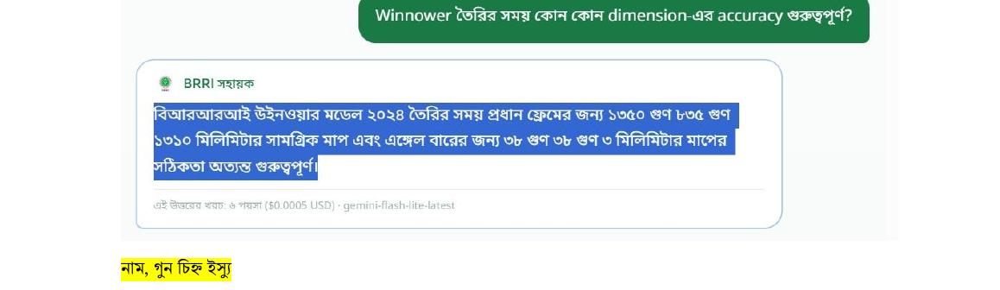 Winnower তৈরির সময় কোন কোন dimension-এর accuracy গুরুত্বপূর্ণ?
BRRI সহায়ক
বিআরআরআই উইনওয়ার মডেল ২০২৪ তৈরির সময় প্রধান ফ্রেমের জন্য ১৩৫০ গুণ ৮৩৫ গুণ
১৩১০ মিলিমিটার সামগ্রিক মাপ এবং এঙ্গেল বারের জন্য ৩৮ গুণ ৩৮ গুণ ৩ মিলিমিটার মাপের
সঠিকতা অত্যন্ত গুরুত্বপূর্ণ।
এই উত্তরের খরচ: ৬ পয়সা ($0.0005 USD) · gemini-flash-lite-latest
নাম, গুন চিহ্ন ইস্যু